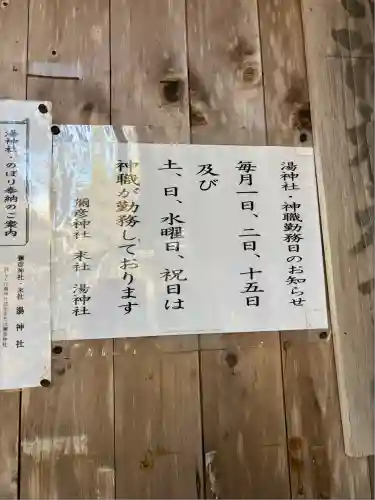 湯神社・神職勤務日のお知らせ
毎月一日、二日、十五日
及び
土、日、水曜日、祝日は
神職が勤務しております
彌彦神社 末社 湯神社
湯神社・のぼり奉納のご案内
彌彦神社 末社 湯神社